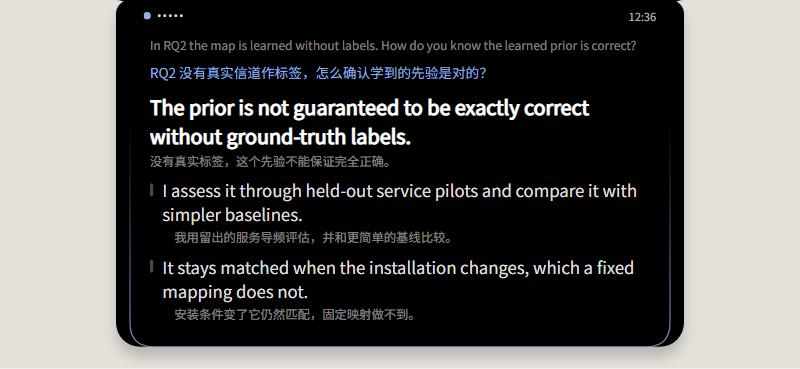 12:36
In RQ2 the map is learned without labels. How do you know the learned prior is correct?
RQ2 没有真实信道作标签，怎么确认学到的先验是对的？
The prior is not guaranteed to be exactly correct
without ground-truth labels.
没有真实标签，这个先验不能保证完全正确。
I assess it through held-out service pilots and compare it with
simpler baselines.
我用留出的服务导频评估，并和更简单的基线比较。
It stays matched when the installation changes, which a fixed
mapping does not.
安装条件变了它仍然匹配，固定映射做不到。